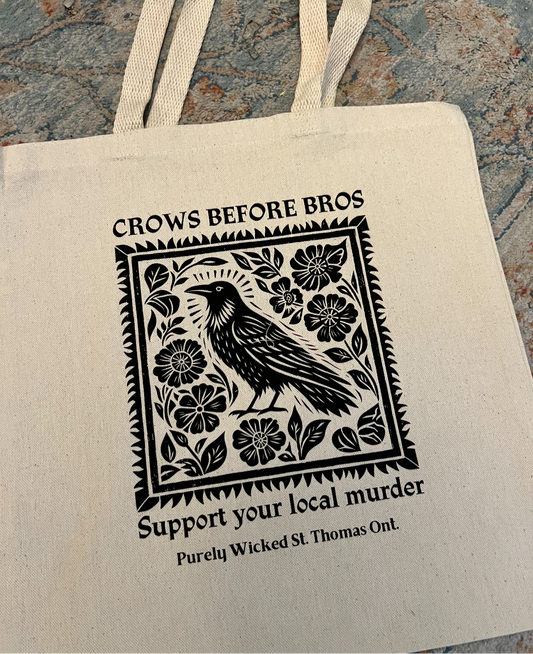 CROWS BEFORE BROS
Support your local murder
Purely Wicked St. Thomas Ont.